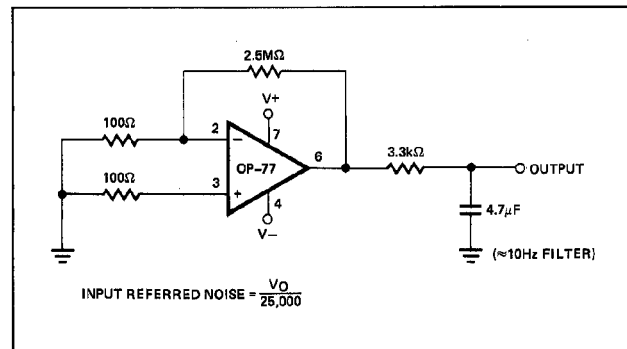 2.5MΩ
V+
100Ω
2
−
7
OP-77
6
3.3kΩ
OUTPUT
100Ω
3
+
4
V−
4.7μF
(≈10Hz FILTER)
INPUT REFERRED NOISE = VO
25,000